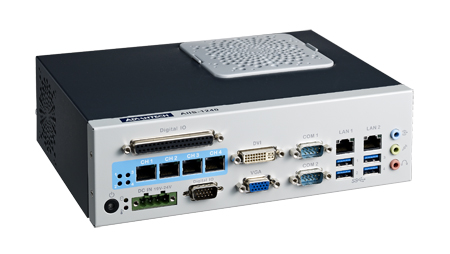 ADVANTECH AIIS-1240
Digital IO
CH 1 CH 2 CH 3 CH 4
DVI
COM 1
LAN 1
LAN 2
DC IN
VGA
COM 2